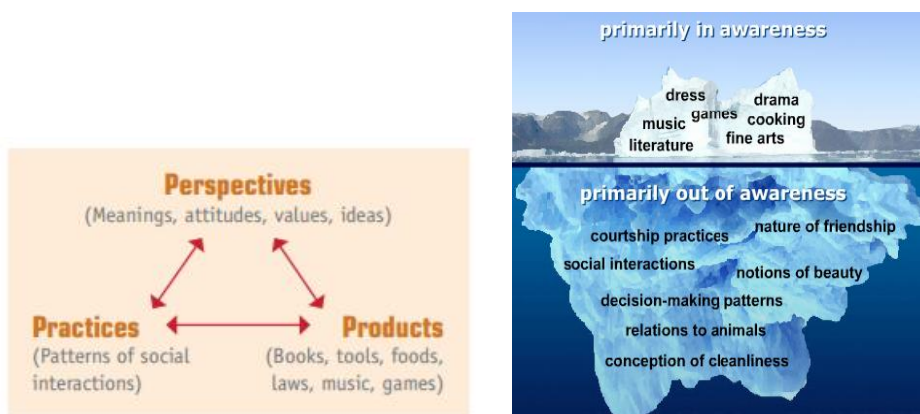 Perspectives
(Meanings, attitudes, values, ideas)
Practices
(Patterns of social
interactions)
Products
(Books, tools, foods,
laws, music, games)
primarily in awareness
dress
drama
games
cooking
music
fine arts
literature
primarily out of awareness
nature of friendship
courtship practices
social interactions
notions of beauty
decision-making patterns
relations to animals
conception of cleanliness